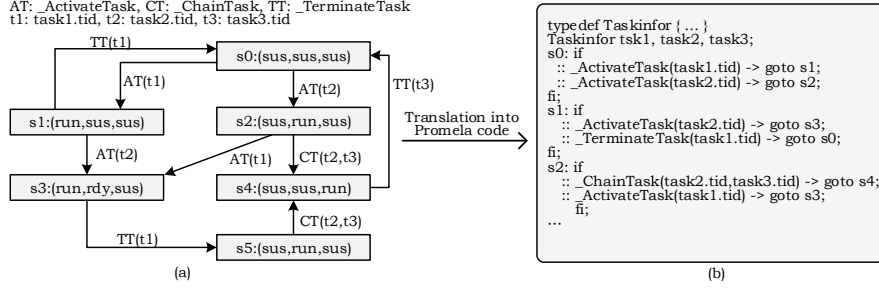 AT: _ActivateTask, CT: _ChainTask, TT: _TerminateTask
t1: task1.tid, t2: task2.tid, t3: task3.tid
TT(t1)
s0:(sus,sus,sus)
AT(t1)
AT(t2)
TT(t3)
s1:(run,sus,sus)
s2:(sus,run,sus)
AT(t2)
AT(t1)
CT(t2,t3)
s3:(run,rdy,sus)
s4:(sus,sus,run)
TT(t1)
CT(t2,t3)
s5:(sus,run,sus)
(a)
Translation into
Promela code
typedef Taskinfor { ... }
Taskinfor tsk1, task2, task3;
s0: if
:: _ActivateTask(task1.tid) -> goto s1;
:: _ActivateTask(task2.tid) -> goto s2;
fi;
s1: if
:: _ActivateTask(task2.tid) -> goto s3;
:: _TerminateTask(task1.tid) -> goto s0;
fi;
s2: if
:: _ChainTask(task2.tid,task3.tid) -> goto s4;
:: _ActivateTask(task1.tid) -> goto s3;
fi;
...
(b)